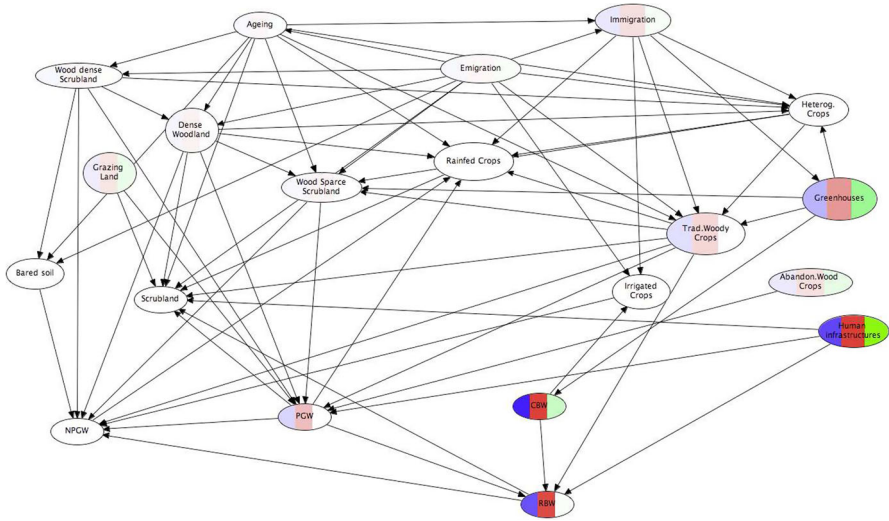 Ageing
Immigration
Wood dense
Scrubland
Emigration
Heterog.
Crops
Dense
Woodland
Rainfed Crops
Grazing
Land
Wood Sparce
Scrubland
Greenhouses
Trad.Woody
Crops
Bared soil
Abandon.Wood
Crops
Scrubland
Irrigated
Crops
Human
infrastructures
CBW
PGW
NPGW
RBW